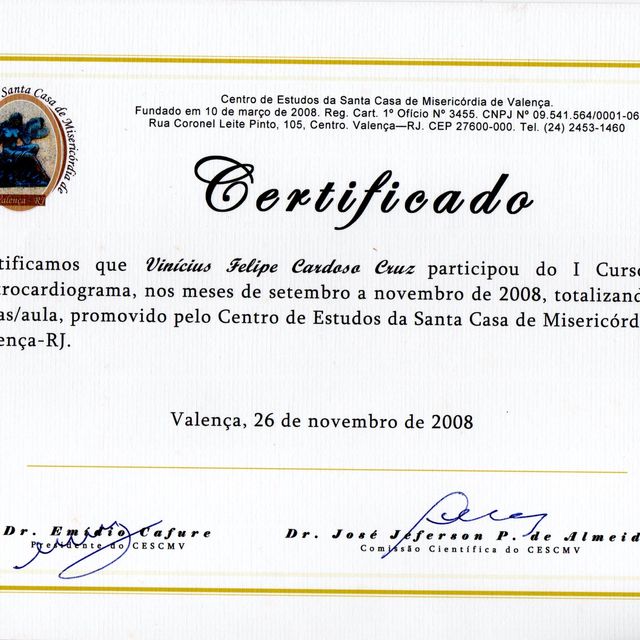 Santa Casa de Misericórdia de
Valença - RJ
Centro de Estudos da Santa Casa de Misericórdia de Valença.
Fundado em 10 de março de 2008. Reg. Cart. 1º Ofício Nº 3455. CNPJ Nº 09.541.564/0001-06
Rua Coronel Leite Pinto, 105, Centro. Valença—RJ. CEP 27600-000. Tel. (24) 2453-1460
Certificado
tificamos que Vinícius Felipe Cardoso Cruz participou do I Curso
trocardiograma, nos meses de setembro a novembro de 2008, totalizand
as/aula, promovido pelo Centro de Estudos da Santa Casa de Misericórd
ença-RJ.
Valença, 26 de novembro de 2008
Dr. Emídio Cafure
Presidente do CESCMV
Dr. José Jeferson P. de Almeid
Comissão Científica do CESCMV